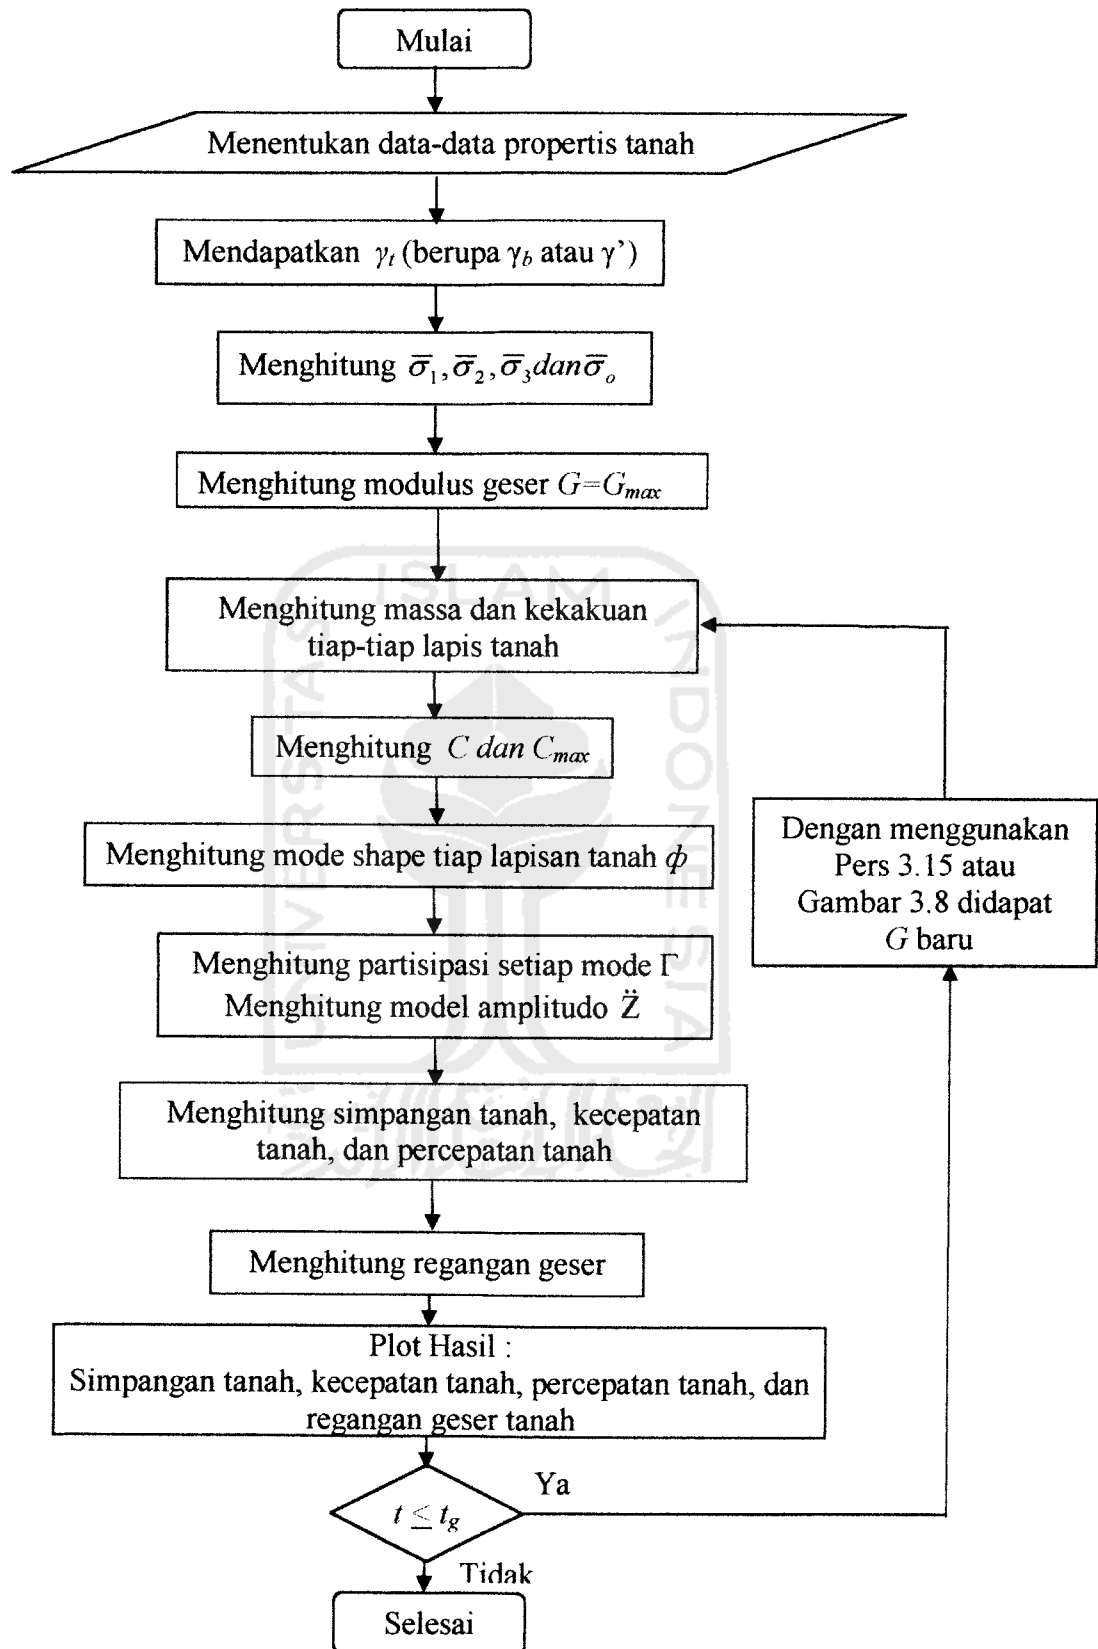 Mulai
Menentukan data-data propertis tanah
Mendapatkan γt (berupa γb atau γ’)
Menghitung σ̅1, σ̅2, σ̅3 dan σ̅o
Menghitung modulus geser G=Gmax
Menghitung massa dan kekakuan
tiap-tiap lapis tanah
Menghitung C dan Cmax
Menghitung mode shape tiap lapisan tanah ф
Menghitung partisipasi setiap mode Γ
Menghitung model amplitudo Z̈
Menghitung simpangan tanah, kecepatan
tanah, dan percepatan tanah
Menghitung regangan geser
Plot Hasil :
Simpangan tanah, kecepatan tanah, percepatan tanah, dan
regangan geser tanah
t ≤ tg
Ya
Tidak
Selesai
Dengan menggunakan
Pers 3.15 atau
Gambar 3.8 didapat
G baru
UNIVERSITAS
ISLAM
INDONESIA